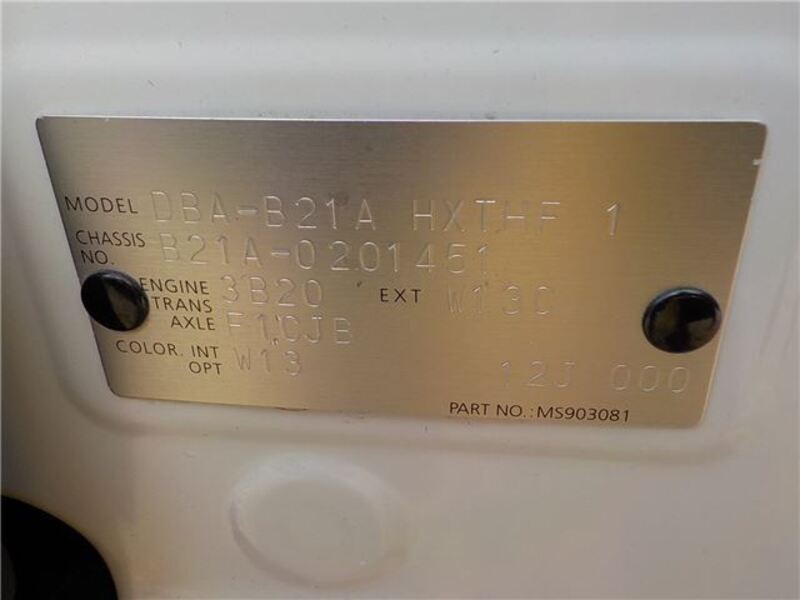 MODEL DBA-B21A HXTHF 1
CHASSIS NO. B21A-0201451
ENGINE 3B20 EXT W13C
TRANS AXLE F1CJB
COLOR. INT OPT W13 12J 000
PART NO.: MS903081